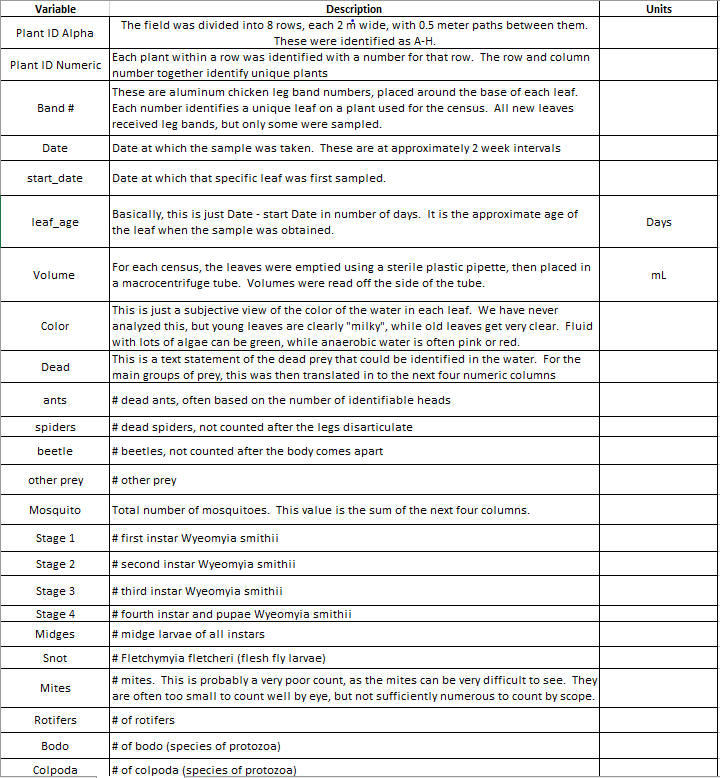 Variable Description Units
Plant ID Alpha
The field was divided into 8 rows, each 2 m wide, with 0.5 meter paths between them.
These were identified as A-H.
Plant ID Numeric
Each plant within a row was identified with a number for that row. The row and column
number together identify unique plants
Band #
These are aluminum chicken leg band numbers, placed around the base of each leaf.
Each number identifies a unique leaf on a plant used for the census. All new leaves
received leg bands, but only some were sampled.
Date Date at which the sample was taken. These are at approximately 2 week intervals
start_date Date at which that specific leaf was first sampled.
leaf_age
Basically, this is just Date - start Date in number of days. It is the approximate age of
the leaf when the sample was obtained.
Days
Volume
For each census, the leaves were emptied using a sterile plastic pipette, then placed in
a macrocentrifuge tube. Volumes were read off the side of the tube.
mL
Color
This is just a subjective view of the color of the water in each leaf. We have never
analyzed this, but young leaves are clearly "milky", while old leaves get very clear. Fluid
with lots of algae can be green, while anaerobic water is often pink or red.
Dead
This is a text statement of the dead prey that could be identified in the water. For the
main groups of prey, this was then translated in to the next four numeric columns
ants # dead ants, often based on the number of identifiable heads
spiders # dead spiders, not counted after the legs disarticulate
beetle # beetles, not counted after the body comes apart
other prey # other prey
Mosquito Total number of mosquitoes. This value is the sum of the next four columns.
Stage 1 # first instar Wyeomyia smithii
Stage 2 # second instar Wyeomyia smithii
Stage 3 # third instar Wyeomyia smithii
Stage 4 # fourth instar and pupae Wyeomyia smithii
Midges # midge larvae of all instars
Snot # Fletchymyia fletcheri (flesh fly larvae)
Mites
# mites. This is probably a very poor count, as the mites can be very difficult to see. They
are often too small to count well by eye, but not sufficiently numerous to count by scope.
Rotifers # of rotifers
Bodo # of bodo (species of protozoa)
Colpoda # of colpoda (species of protozoa)